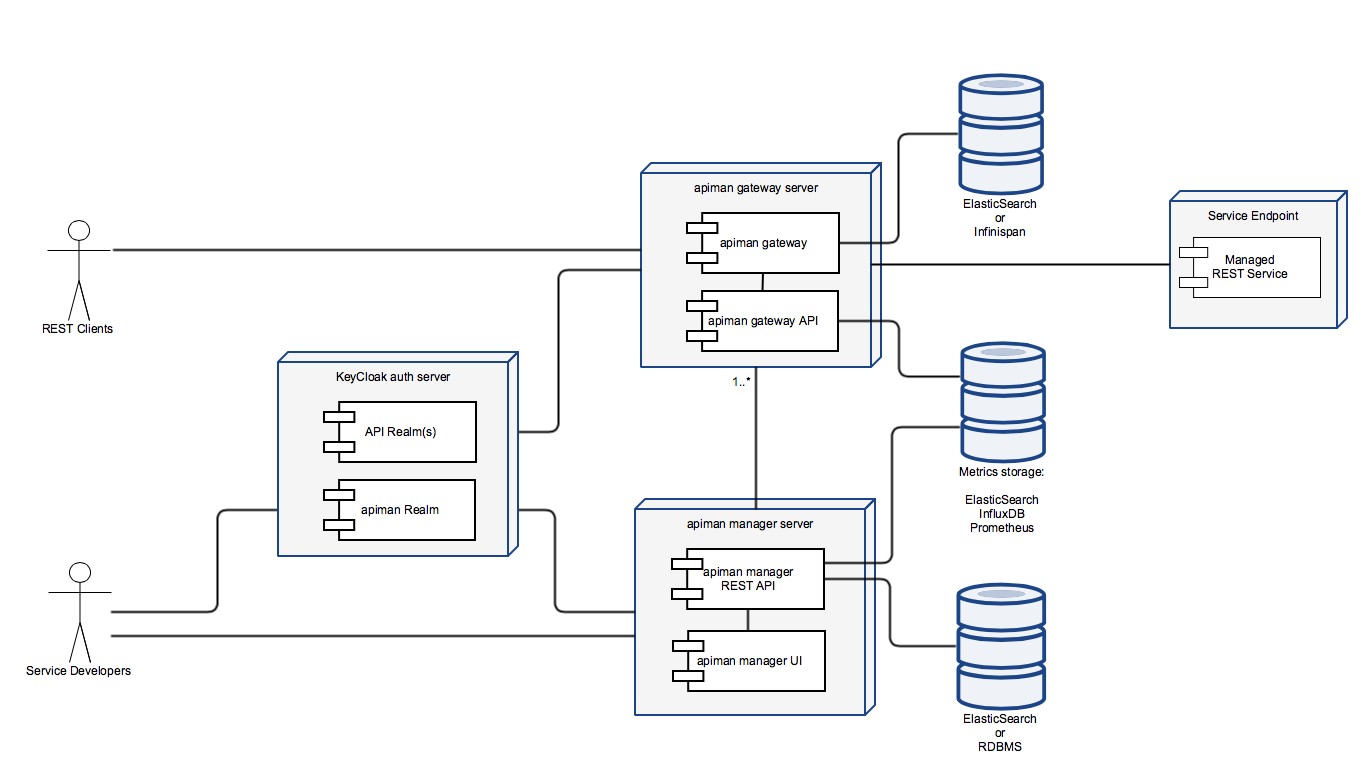 apiman gateway server
apiman gateway
apiman gateway API
1..*
ElasticSearch
or
Infinispan
Service Endpoint
Managed
REST Service
REST Clients
KeyCloak auth server
API Realm(s)
apiman Realm
Metrics storage:
ElasticSearch
InfluxDB
Prometheus
apiman manager server
apiman manager
REST API
apiman manager UI
Service Developers
ElasticSearch
or
RDBMS